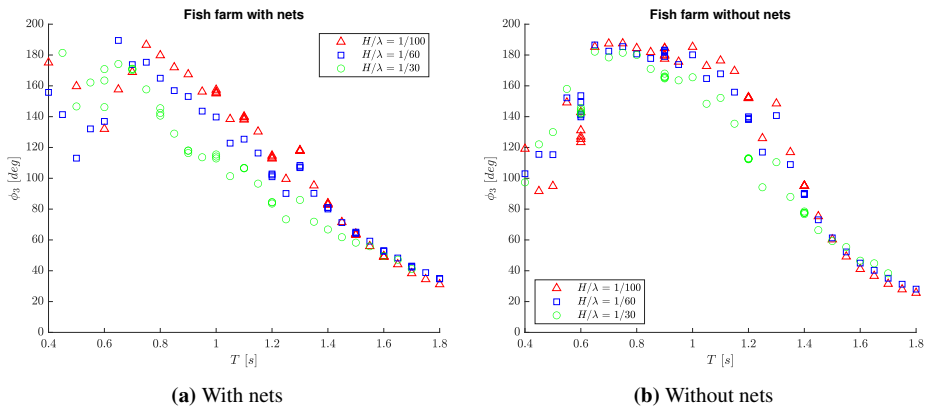 Fish farm with nets
200
180
160
140
120
100
80
60
40
20
0
ϕ₃ [deg]
H/λ = 1/100
H/λ = 1/60
H/λ = 1/30
0.4 0.6 0.8 1 1.2 1.4 1.6 1.8
T [s]
(a) With nets
Fish farm without nets
200
180
160
140
120
100
80
60
40
20
0
ϕ₃ [deg]
H/λ = 1/100
H/λ = 1/60
H/λ = 1/30
0.4 0.6 0.8 1 1.2 1.4 1.6 1.8
T [s]
(b) Without nets